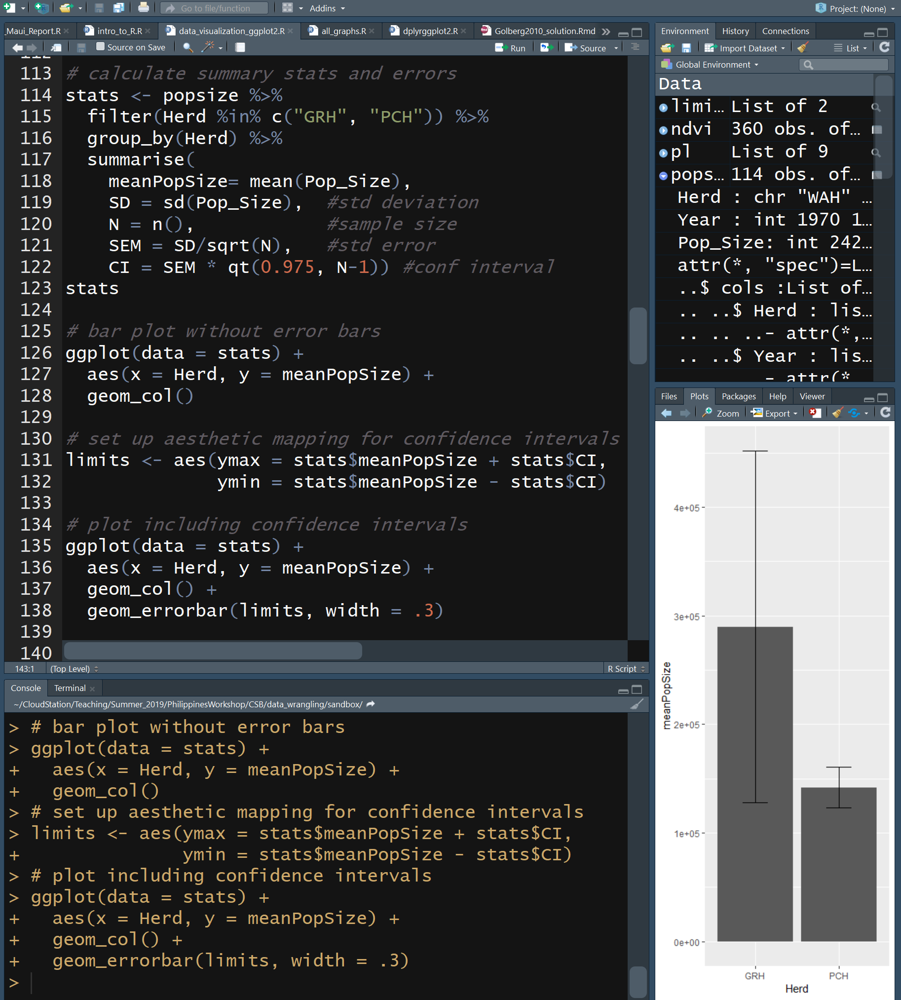 Go to file/function
Addins
Project: (None)
_Maui_Report.R
intro_to_R.R
data_visualization_ggplot2.R
all_graphs.R
dplyrggplot2.R
Golberg2010_solution.Rmd
Source on Save
Run
Source
113 # calculate summary stats and errors
114 stats <- popsize %>%
115   filter(Herd %in% c("GRH", "PCH")) %>%
116   group_by(Herd) %>%
117   summarise(
118     meanPopSize= mean(Pop_Size),
119     SD = sd(Pop_Size),  #std deviation
120     N = n(),            #sample size
121     SEM = SD/sqrt(N),   #std error
122     CI = SEM * qt(0.975, N-1)) #conf interval
123 stats
124
125 # bar plot without error bars
126 ggplot(data = stats) +
127   aes(x = Herd, y = meanPopSize) +
128   geom_col()
129
130 # set up aesthetic mapping for confidence intervals
131 limits <- aes(ymax = stats$meanPopSize + stats$CI,
132               ymin = stats$meanPopSize - stats$CI)
133
134 # plot including confidence intervals
135 ggplot(data = stats) +
136   aes(x = Herd, y = meanPopSize) +
137   geom_col() +
138   geom_errorbar(limits, width = .3)
139
140
143:1 (Top Level) R Script
Console Terminal
~/CloudStation/Teaching/Summer_2019/PhilippinesWorkshop/CSB/data_wrangling/sandbox/
> # bar plot without error bars
> ggplot(data = stats) +
+   aes(x = Herd, y = meanPopSize) +
+   geom_col()
> # set up aesthetic mapping for confidence intervals
> limits <- aes(ymax = stats$meanPopSize + stats$CI,
+               ymin = stats$meanPopSize - stats$CI)
> # plot including confidence intervals
> ggplot(data = stats) +
+   aes(x = Herd, y = meanPopSize) +
+   geom_col() +
+   geom_errorbar(limits, width = .3)
>
Environment History Connections
Import Dataset List
Global Environment
Data
limi… List of 2
ndvi 360 obs. of…
pl List of 9
pops… 114 obs. of…
Herd : chr "WAH" …
Year : int 1970 1…
Pop_Size: int 242…
attr(*, "spec")=L…
..$ cols :List of…
.. ..$ Herd : lis…
.. .. ..- attr(*,…
.. ..$ Year : lis…
- attr(*
Files Plots Packages Help Viewer
Zoom Export
4e+05
3e+05
2e+05
1e+05
0e+00
meanPopSize
GRH PCH
Herd